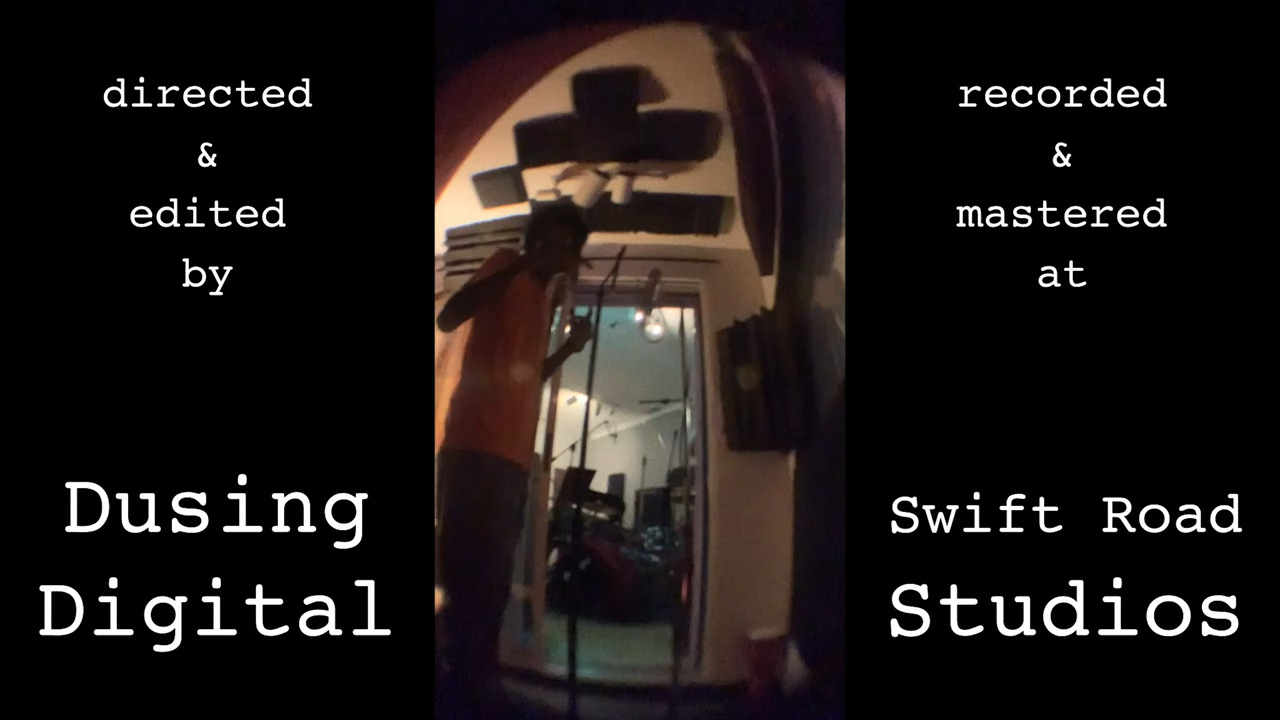 directed
&
edited
by
Dusing
Digital
recorded
&
mastered
at
Swift Road
Studios